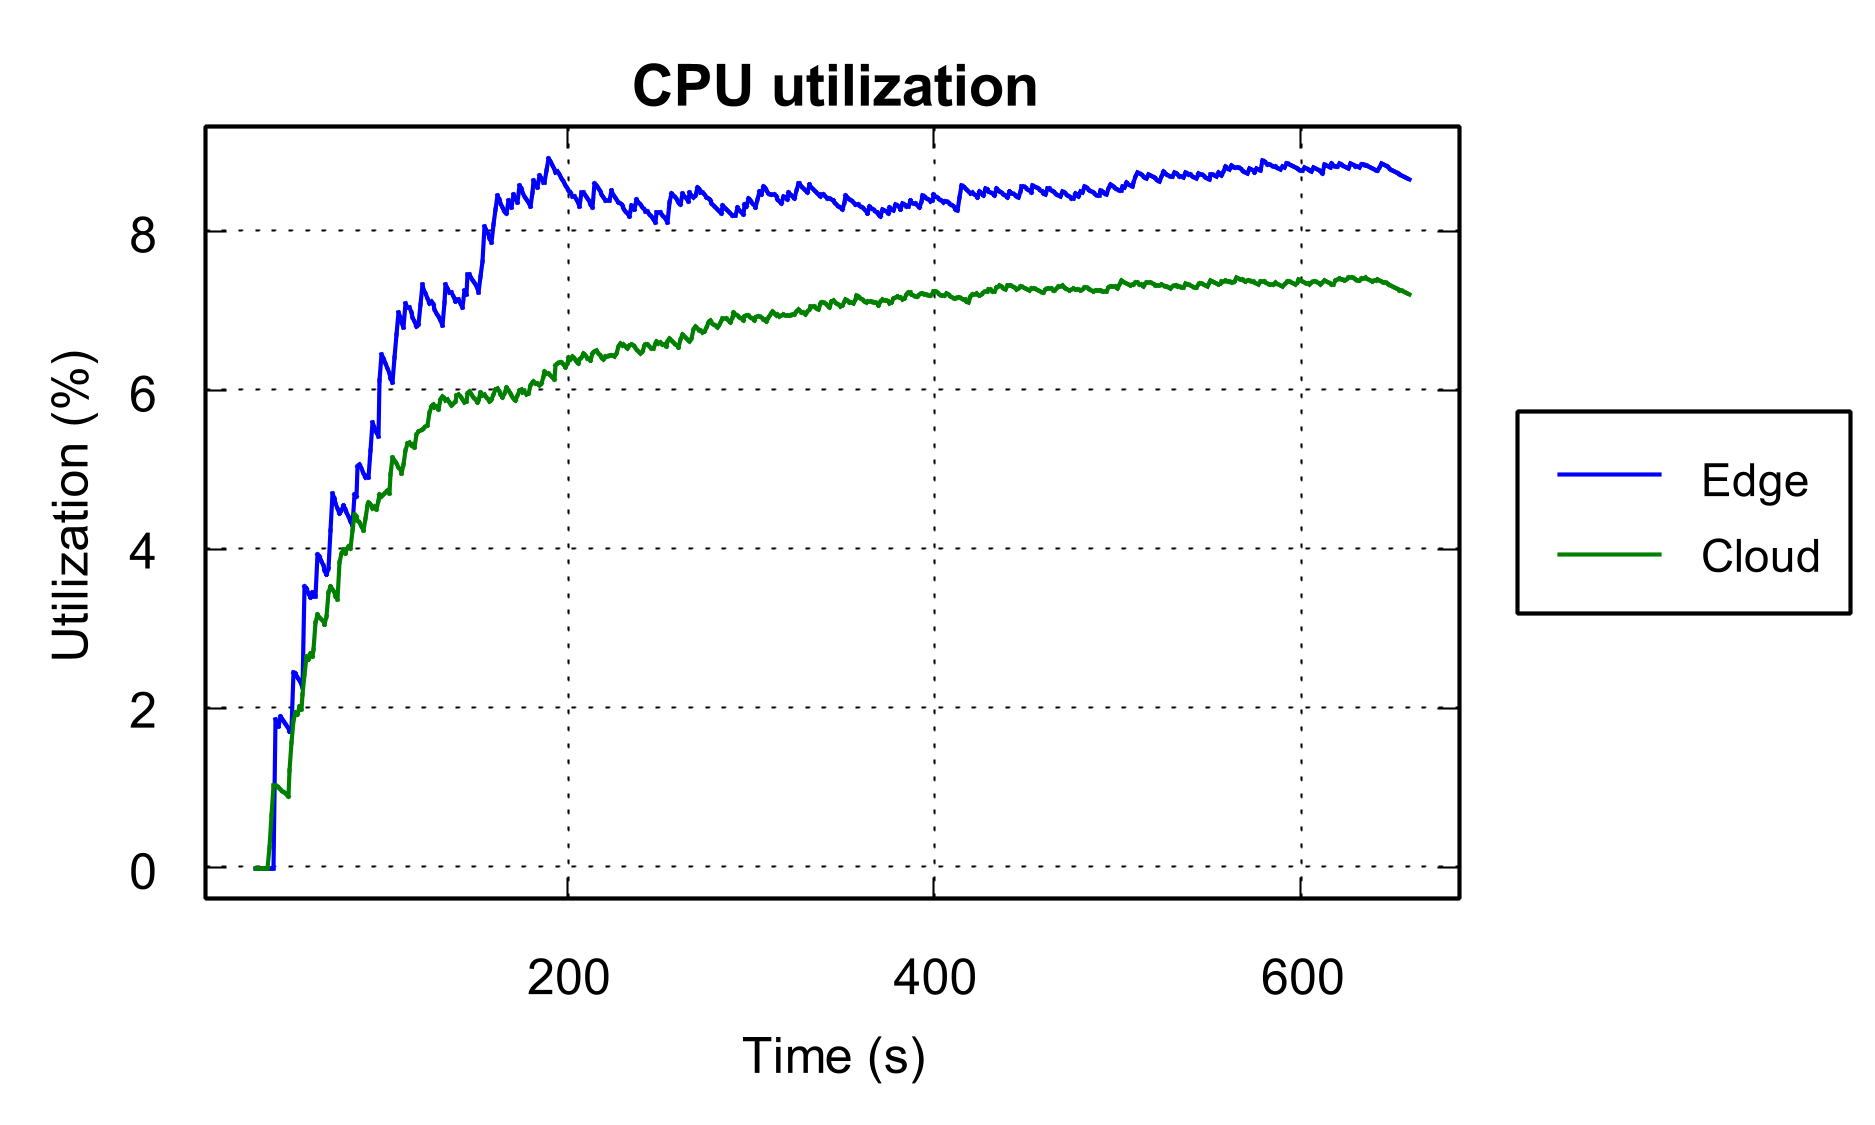 CPU utilization
Utilization (%)
8
6
4
2
0
200 400 600
Time (s)
Edge
Cloud